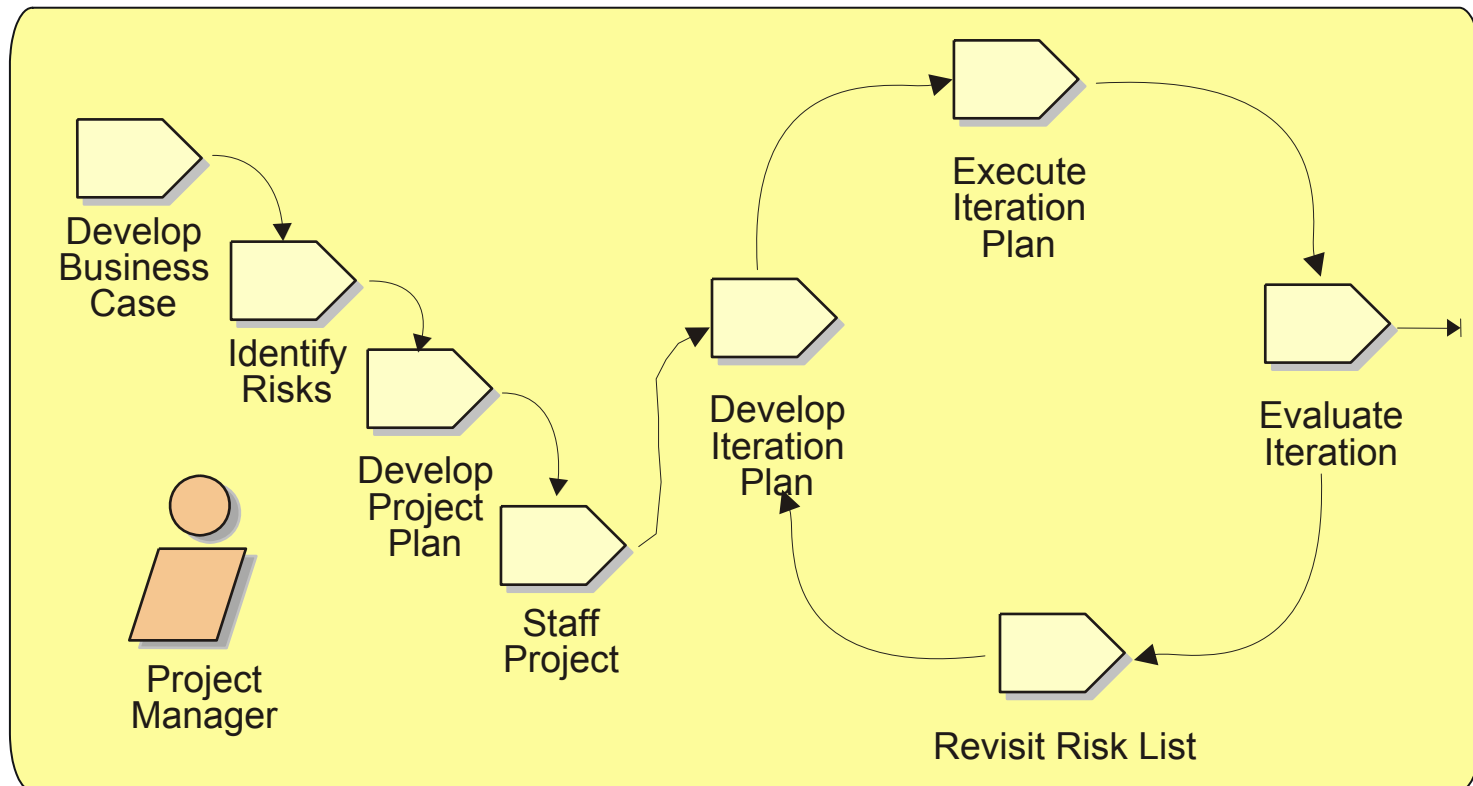 Develop
Business
Case
Identify
Risks
Develop
Project
Plan
Staff
Project
Project
Manager
Develop
Iteration
Plan
Execute
Iteration
Plan
Evaluate
Iteration
Revisit Risk List